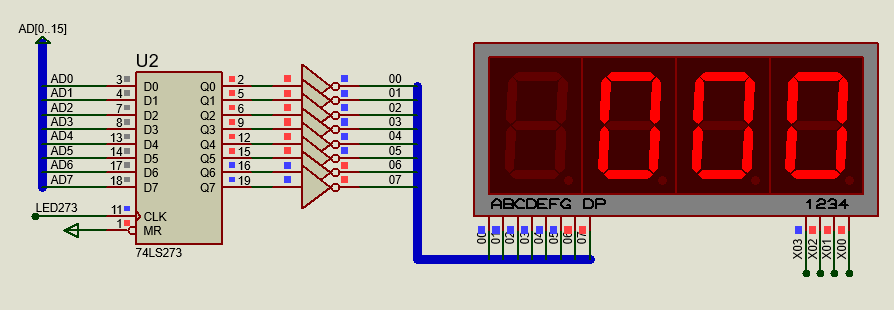 AD[0..15]
U2
AD0 3 D0 Q0 2 00
AD1 4 D1 Q1 5 01
AD2 7 D2 Q2 6 02
AD3 8 D3 Q3 9 03
AD4 13 D4 Q4 12 04
AD5 14 D5 Q5 15 05
AD6 17 D6 Q6 16 06
AD7 18 D7 Q7 19 07
LED273 11 CLK
1 MR
74LS273
000
ABCDEFG DP 1234
00 01 02 03 04 05 06 07 X03 X02 X01 X00